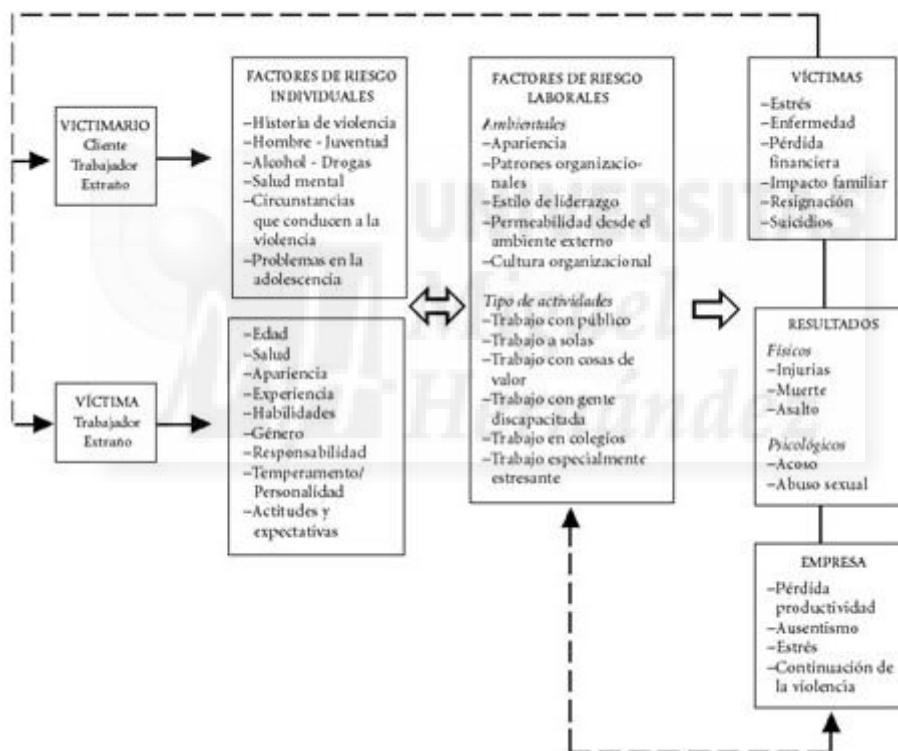 VICTIMARIO
Cliente
Trabajador
Extraño
VÍCTIMA
Trabajador
Extraño
FACTORES DE RIESGO
INDIVIDUALES
–Historia de violencia
–Hombre - Juventud
–Alcohol - Drogas
–Salud mental
–Circunstancias
que conducen a la
violencia
–Problemas en la
adolescencia
–Edad
–Salud
–Apariencia
–Experiencia
–Habilidades
–Género
–Responsabilidad
–Temperamento/
Personalidad
–Actitudes y
expectativas
FACTORES DE RIESGO
LABORALES
Ambientales
–Apariencia
–Patrones organizacio-
nales
–Estilo de liderazgo
–Permeabilidad desde el
ambiente externo
–Cultura organizacional
Tipo de actividades
–Trabajo con público
–Trabajo a solas
–Trabajo con cosas de
valor
–Trabajo con gente
discapacitada
–Trabajo en colegios
–Trabajo especialmente
estresante
VÍCTIMAS
–Estrés
–Enfermedad
–Pérdida
financiera
–Impacto familiar
–Resignación
–Suicidios
RESULTADOS
Físicos
–Injurias
–Muerte
–Asalto
Psicológicos
–Acoso
–Abuso sexual
EMPRESA
–Pérdida
productividad
–Ausentismo
–Estrés
–Continuación de
la violencia
UNIVERSITAS
Miguel
Hernández